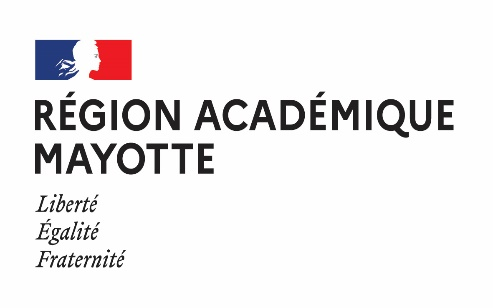 RÉGION ACADÉMIQUE
MAYOTTE
Liberté
Égalité
Fraternité